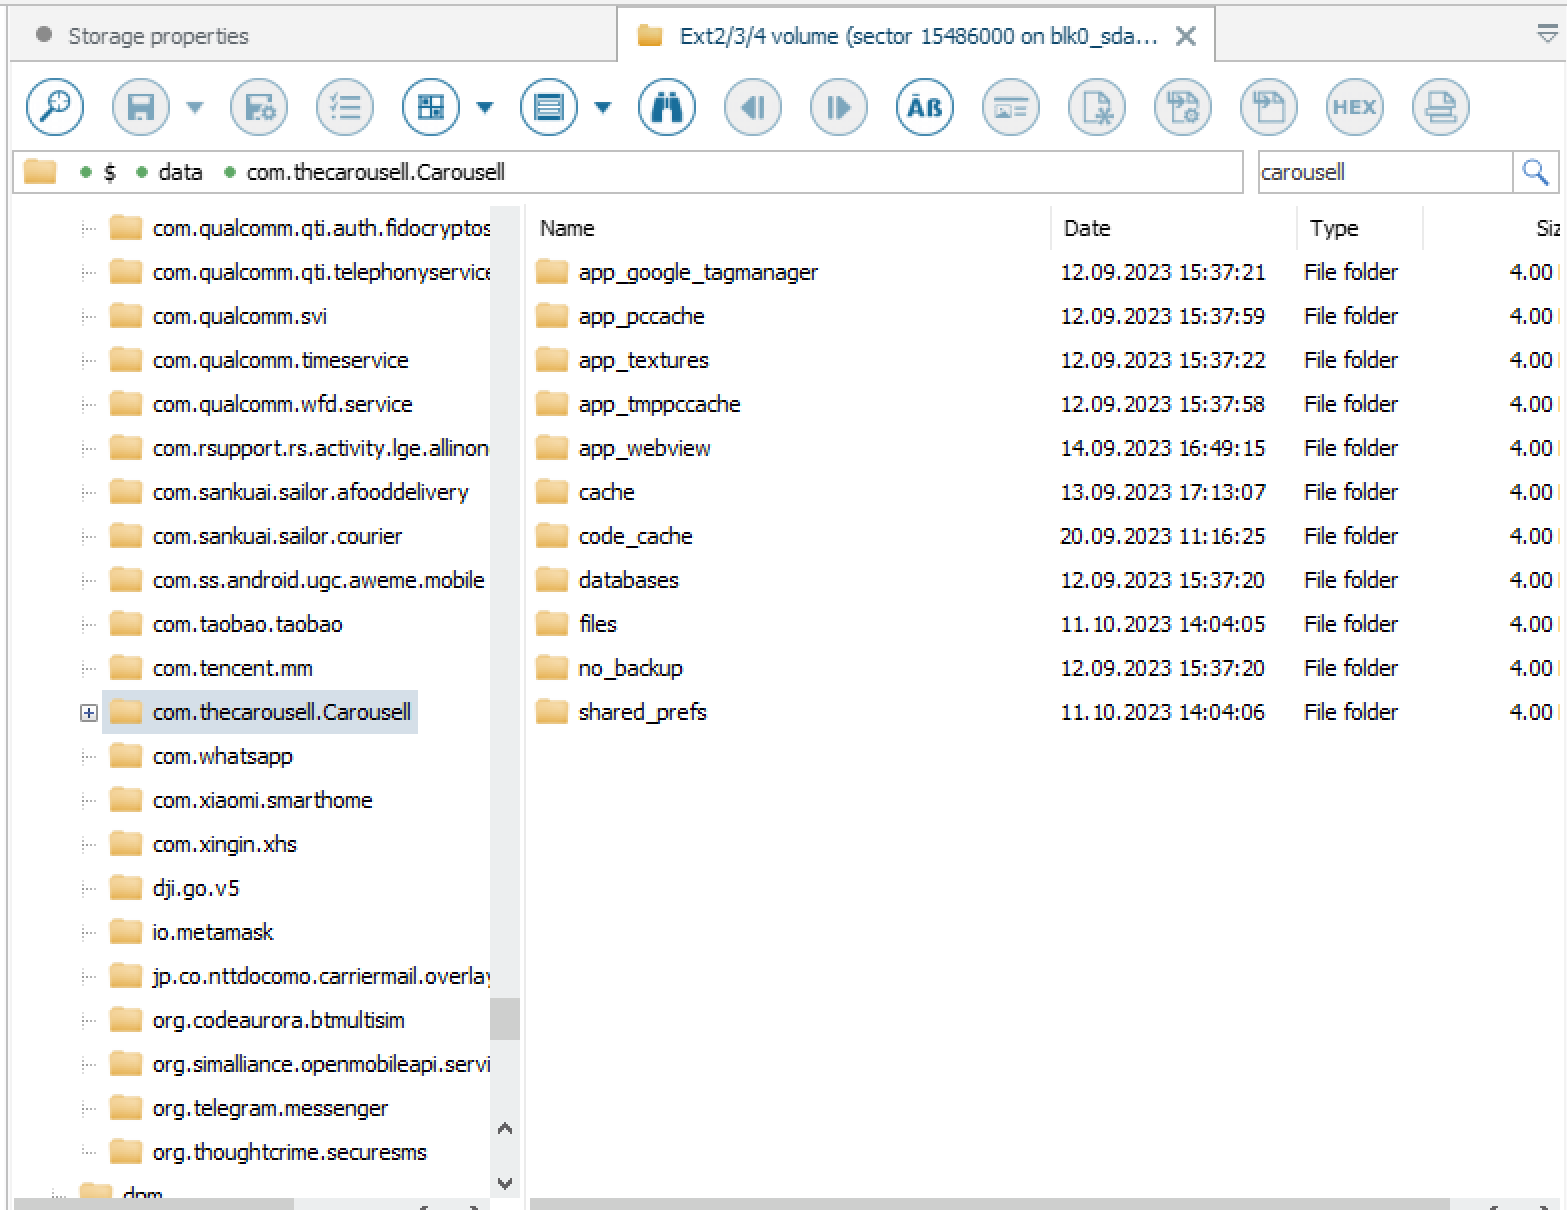 Storage properties
Ext2/3/4 volume (sector 15486000 on blk0_sda...
Āß
HEX
$ data com.thecarousell.Carousell
carousell
com.qualcomm.qti.auth.fidocryptos
com.qualcomm.qti.telephonyservice
com.qualcomm.svi
com.qualcomm.timeservice
com.qualcomm.wfd.service
com.rsupport.rs.activity.lge.allinon
com.sankuai.sailor.afooddelivery
com.sankuai.sailor.courier
com.ss.android.ugc.aweme.mobile
com.taobao.taobao
com.tencent.mm
com.thecarousell.Carousell
com.whatsapp
com.xiaomi.smarthome
com.xingin.xhs
dji.go.v5
io.metamask
jp.co.nttdocomo.carriermail.overlay
org.codeaurora.btmultisim
org.simalliance.openmobileapi.servi
org.telegram.messenger
org.thoughtcrime.securesms
dpm
Name Date Type Siz
app_google_tagmanager 12.09.2023 15:37:21 File folder 4.00
app_pccache 12.09.2023 15:37:59 File folder 4.00
app_textures 12.09.2023 15:37:22 File folder 4.00
app_tmppccache 12.09.2023 15:37:58 File folder 4.00
app_webview 14.09.2023 16:49:15 File folder 4.00
cache 13.09.2023 17:13:07 File folder 4.00
code_cache 20.09.2023 11:16:25 File folder 4.00
databases 12.09.2023 15:37:20 File folder 4.00
files 11.10.2023 14:04:05 File folder 4.00
no_backup 12.09.2023 15:37:20 File folder 4.00
shared_prefs 11.10.2023 14:04:06 File folder 4.00